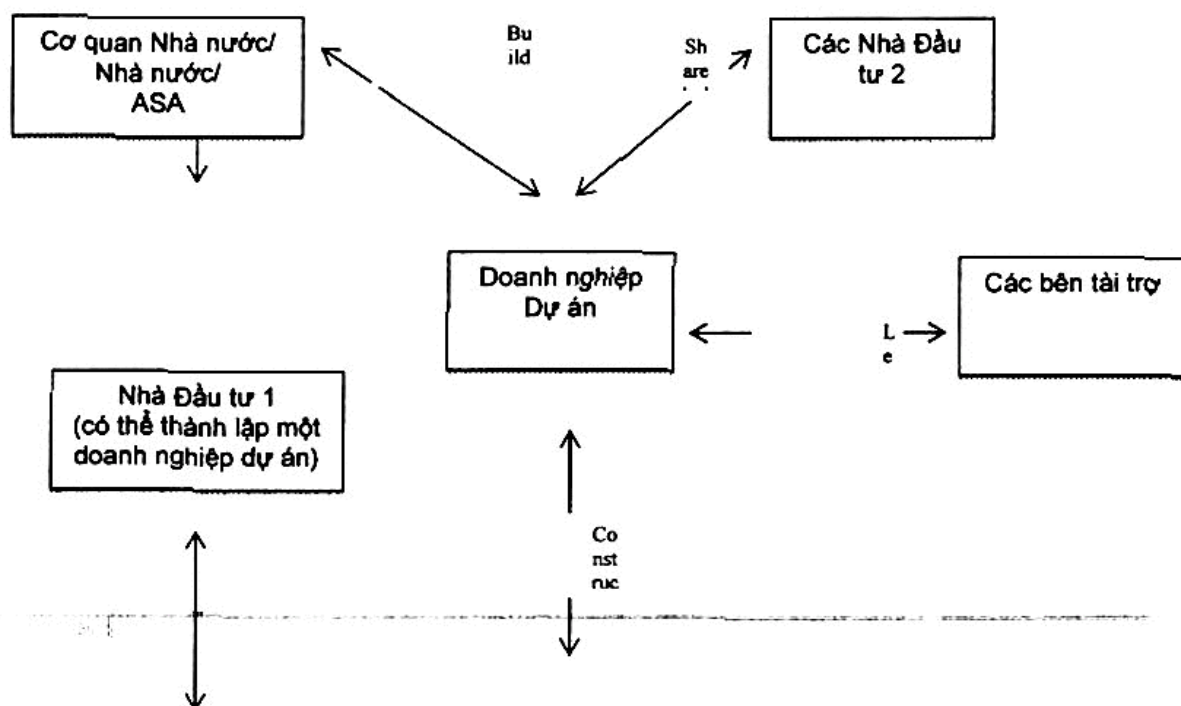 Cơ quan Nhà nước/
Nhà nước/
ASA
Bu
ild
Sh
are
Các Nhà Đầu
tư 2
Doanh nghiệp
Dự án
Các bên tài trợ
L
e
Nhà Đầu tư 1
(có thể thành lập một
doanh nghiệp dự án)
Co
nst
ruc